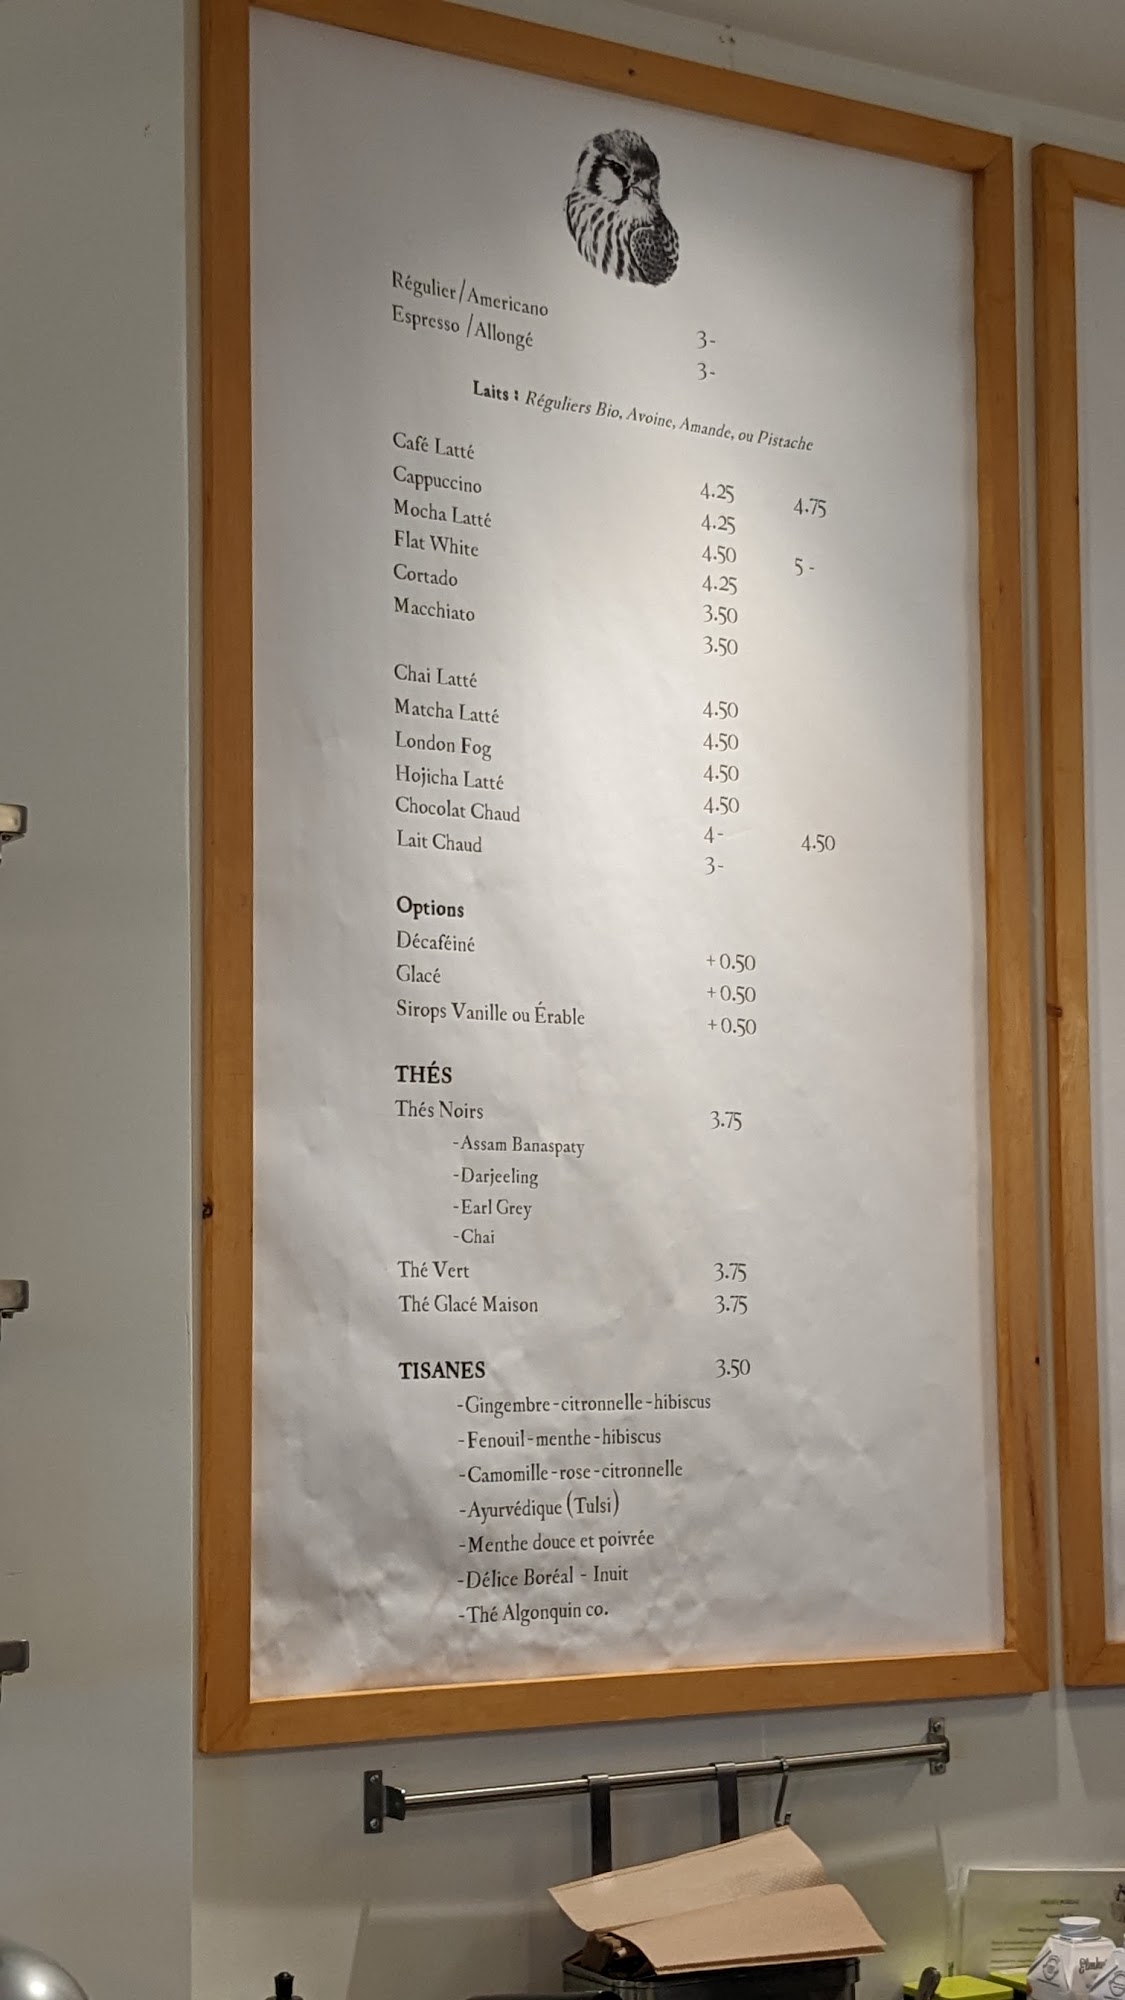 Régulier/Americano 3-
Espresso /Allongé 3-
Laits : Réguliers Bio, Avoine, Amande, ou Pistache
Café Latté 4.25 4.75
Cappuccino 4.25
Mocha Latté 4.50 5 -
Flat White 4.25
Cortado 3.50
Macchiato 3.50
Chai Latté 4.50
Matcha Latté 4.50
London Fog 4.50
Hojicha Latté 4.50
Chocolat Chaud 4- 4.50
Lait Chaud 3-
Options
Décaféiné +0.50
Glacé +0.50
Sirops Vanille ou Érable +0.50
THÉS
Thés Noirs 3.75
-Assam Banaspaty
-Darjeeling
-Earl Grey
-Chai
Thé Vert 3.75
Thé Glacé Maison 3.75
TISANES 3.50
-Gingembre-citronnelle-hibiscus
-Fenouil-menthe-hibiscus
-Camomille-rose-citronnelle
-Ayurvédique (Tulsi)
-Menthe douce et poivrée
-Délice Boréal - Inuit
-Thé Algonquin co.